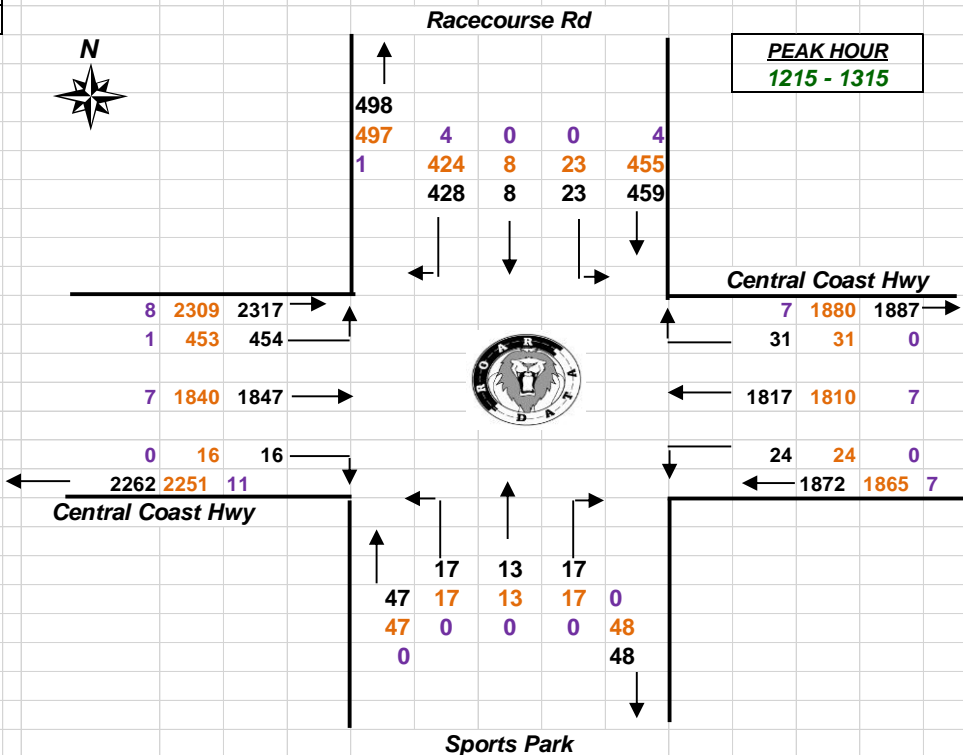 Racecourse Rd
N
PEAK HOUR
1215 - 1315
498
497 4 0 0 4
1 424 8 23 455
428 8 23 459
Central Coast Hwy
8 2309 2317 7 1880 1887
1 453 454 31 31 0
ROAR DATA
7 1840 1847 1817 1810 7
0 16 16 24 24 0
2262 2251 11 1872 1865 7
Central Coast Hwy
17 13 17
47 17 13 17 0
47 0 0 0 48
0 48
Sports Park